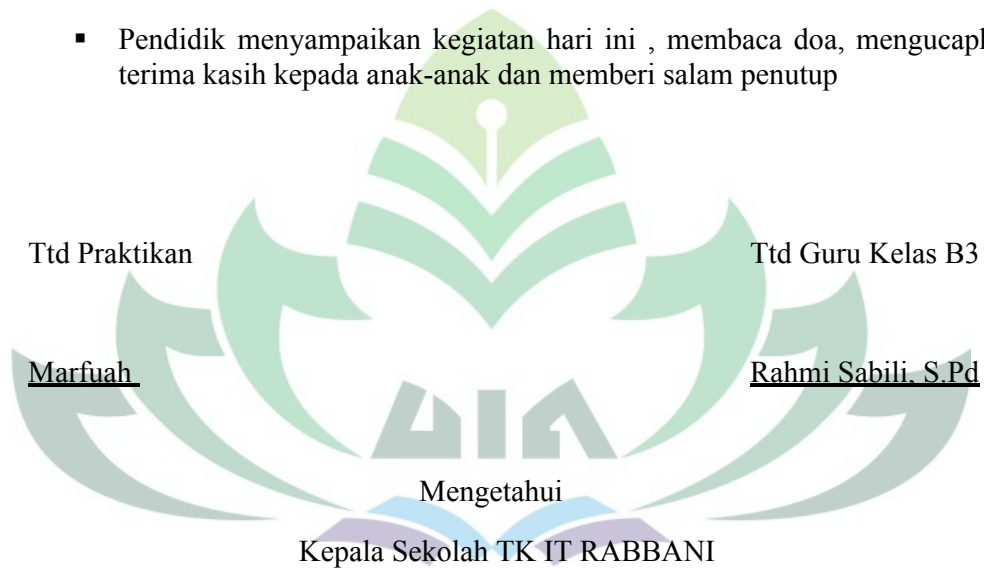 ▪ Pendidik menyampaikan kegiatan hari ini , membaca doa, 
terima kasih kepada anak-anak dan memberi salam penutup
Ttd Praktikan Ttd Guru Kelas B3
Marfuah Rahmi Sabili, S.Pd
UIN
Mengetahui
Kepala Sekolah TK IT RABBANI